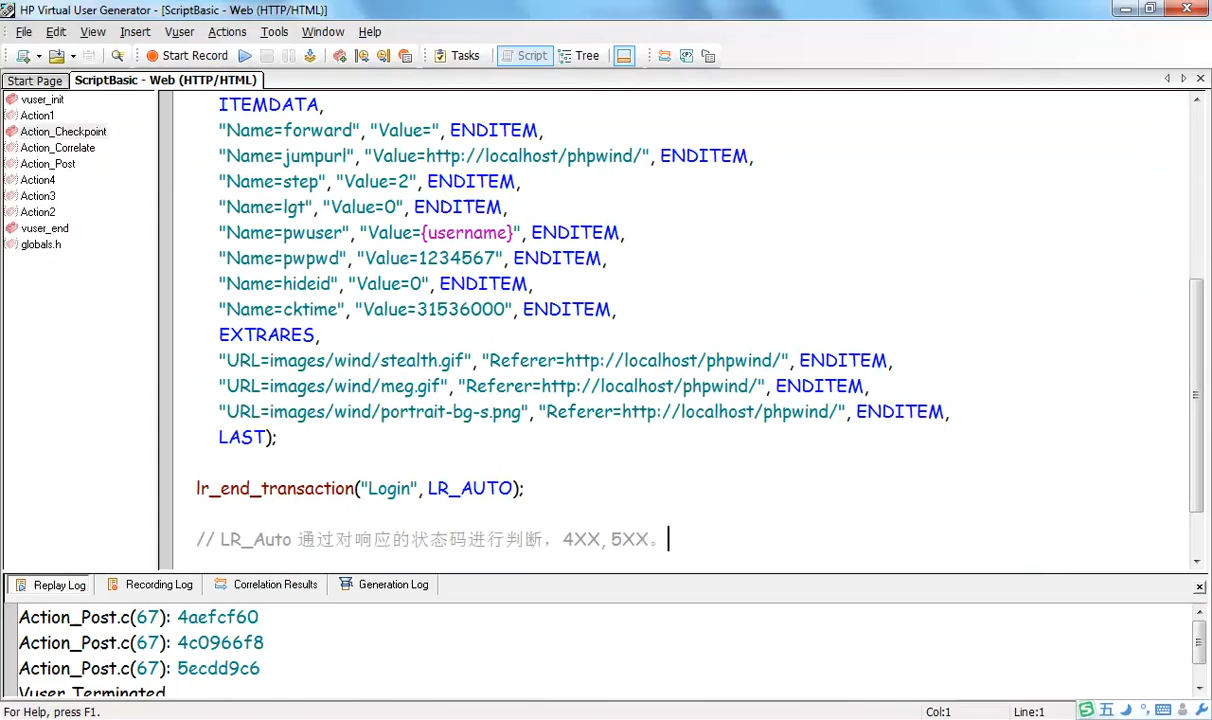 HP Virtual User Generator - [ScriptBasic - Web (HTTP/HTML)]
File Edit View Insert Vuser Actions Tools Window Help
Start Record Tasks Script Tree
Start Page ScriptBasic - Web (HTTP/HTML)
vuser_init
Action1
Action_Checkpoint
Action_Correlate
Action_Post
Action4
Action3
Action2
vuser_end
globals.h
ITEMDATA,
"Name=forward", "Value=", ENDITEM,
"Name=jumpurl", "Value=http://localhost/phpwind/", ENDITEM,
"Name=step", "Value=2", ENDITEM,
"Name=lgt", "Value=0", ENDITEM,
"Name=pwuser", "Value={username}", ENDITEM,
"Name=pwpwd", "Value=1234567", ENDITEM,
"Name=hideid", "Value=0", ENDITEM,
"Name=cktime", "Value=31536000", ENDITEM,
EXTRARES,
"URL=images/wind/stealth.gif", "Referer=http://localhost/phpwind/", ENDITEM,
"URL=images/wind/meg.gif", "Referer=http://localhost/phpwind/", ENDITEM,
"URL=images/wind/portrait-bg-s.png", "Referer=http://localhost/phpwind/", ENDITEM,
LAST);
lr_end_transaction("Login", LR_AUTO);
// LR_Auto 通过对响应的状态码进行判断，4XX, 5XX。
Replay Log Recording Log Correlation Results Generation Log
Action_Post.c(67): 4aefcf60
Action_Post.c(67): 4c0966f8
Action_Post.c(67): 5ecdd9c6
Vuser Terminated
For Help, press F1. Col:1 Line:1 五